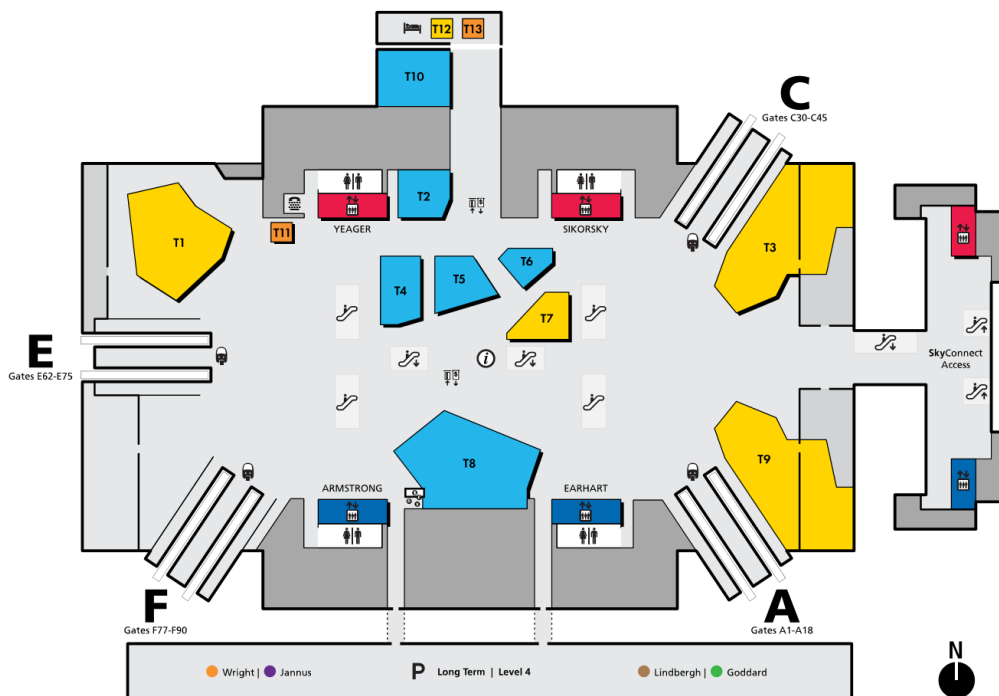 T12
T13
T10
C
Gates C30-C45
T2
YEAGER
SIKORSKY
T11
T1
T3
T6
T5
T4
T7
E
Gates E62-E75
i
SkyConnect
Access
T8
T9
ARMSTRONG
EARHART
F
Gates F77-F90
A
Gates A1-A18
N
Wright | Jannus
P Long Term | Level 4
Lindbergh | Goddard